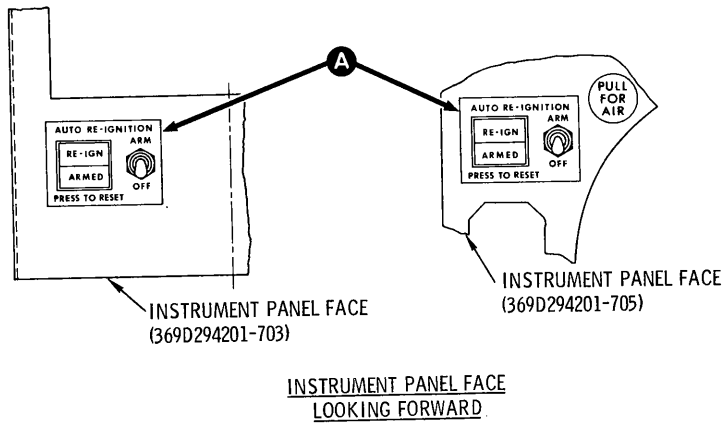 A
AUTO RE-IGNITION
ARM
RE-IGN
ARMED
OFF
PRESS TO RESET
INSTRUMENT PANEL FACE
(369D294201-703)
PULL
FOR
AIR
AUTO RE-IGNITION
ARM
RE-IGN
ARMED
OFF
PRESS TO RESET
INSTRUMENT PANEL FACE
(369D294201-705)
INSTRUMENT PANEL FACE
LOOKING FORWARD